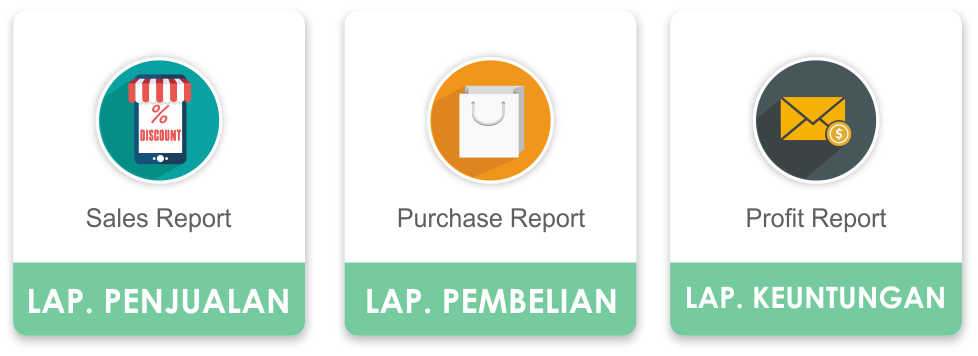 %
DISCOUNT
$
Sales Report
Purchase Report
Profit Report
LAP. PENJUALAN
LAP. PEMBELIAN
LAP. KEUNTUNGAN